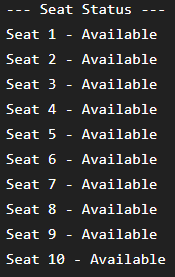 --- Seat Status ---
Seat 1 - Available
Seat 2 - Available
Seat 3 - Available
Seat 4 - Available
Seat 5 - Available
Seat 6 - Available
Seat 7 - Available
Seat 8 - Available
Seat 9 - Available
Seat 10 - Available